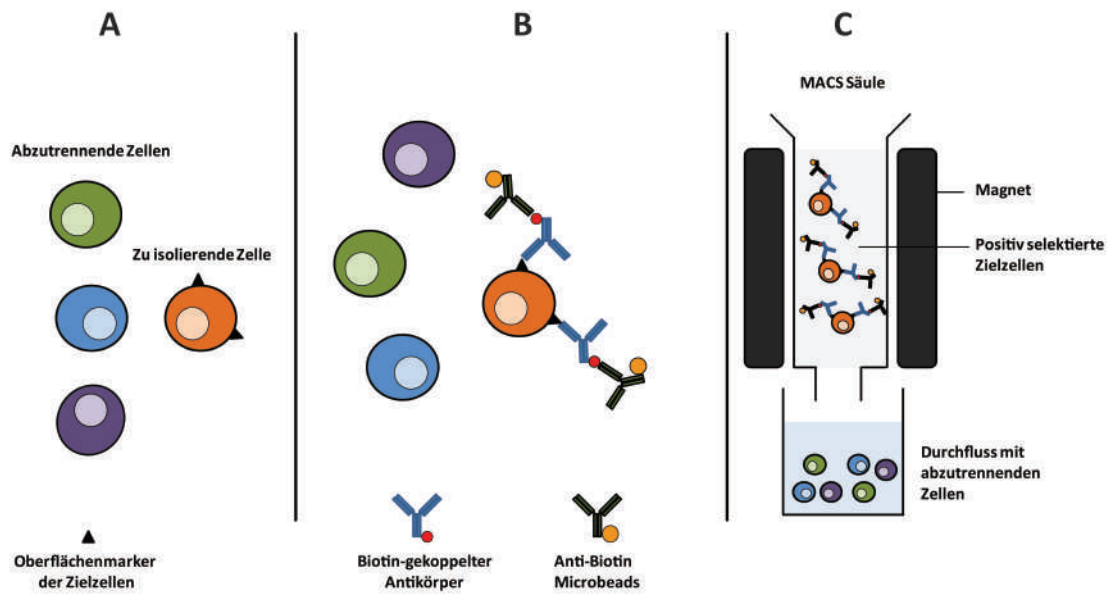 A
B
C
MACS Säule
Abzutrennende Zellen
Zu isolierende Zelle
Magnet
Positiv selektierte
Zielzellen
Durchfluss mit
abzutrennenden
Zellen
Oberflächenmarker
der Zielzellen
Biotin-gekoppelter
Antikörper
Anti-Biotin
Microbeads